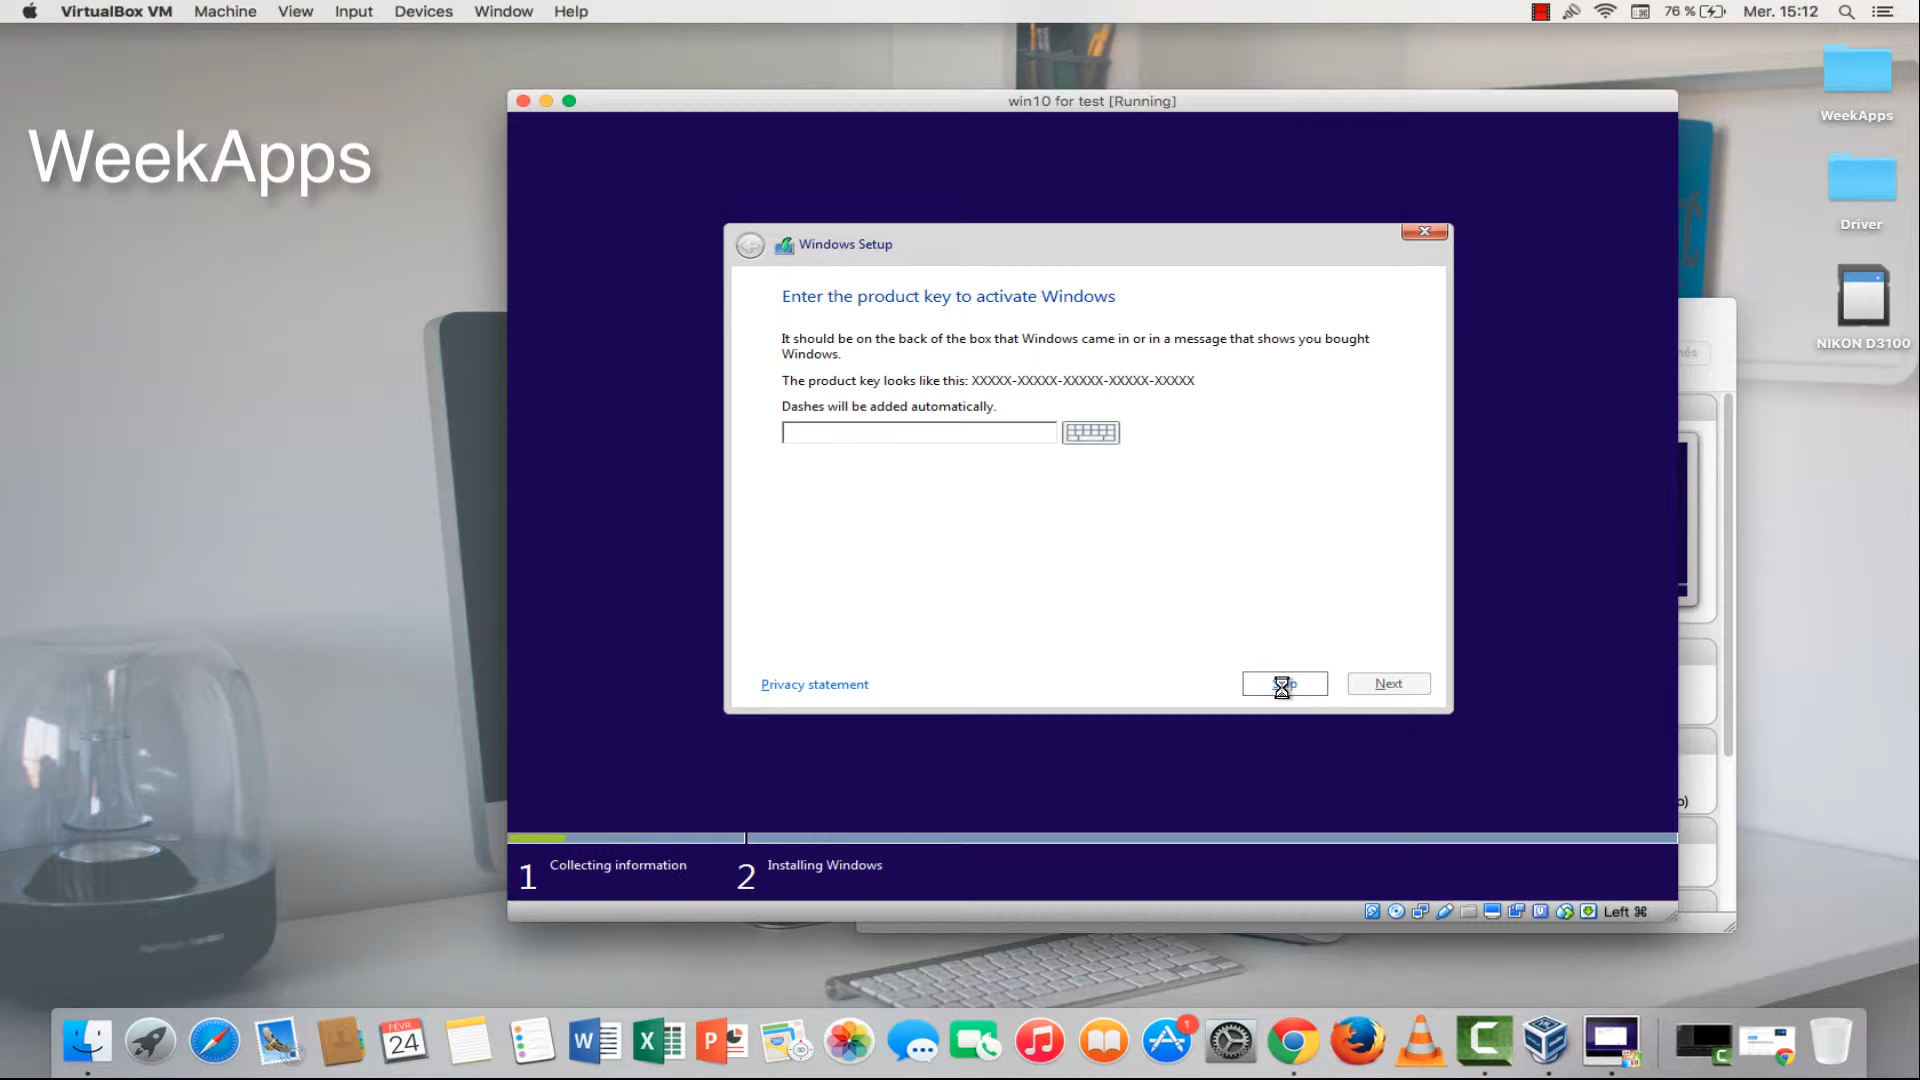 VirtualBox VM Machine View Input Devices Window Help
76 % Mer. 15:12
WeekApps
WeekApps
Driver
NIKON D3100
win10 for test [Running]
Windows Setup
Enter the product key to activate Windows
It should be on the back of the box that Windows came in or in a message that shows you bought
Windows.
The product key looks like this: XXXXX-XXXXX-XXXXX-XXXXX-XXXXX
Dashes will be added automatically.
Privacy statement
Next
1 Collecting information
2 Installing Windows
Left ⌘
FÉVR
24
1